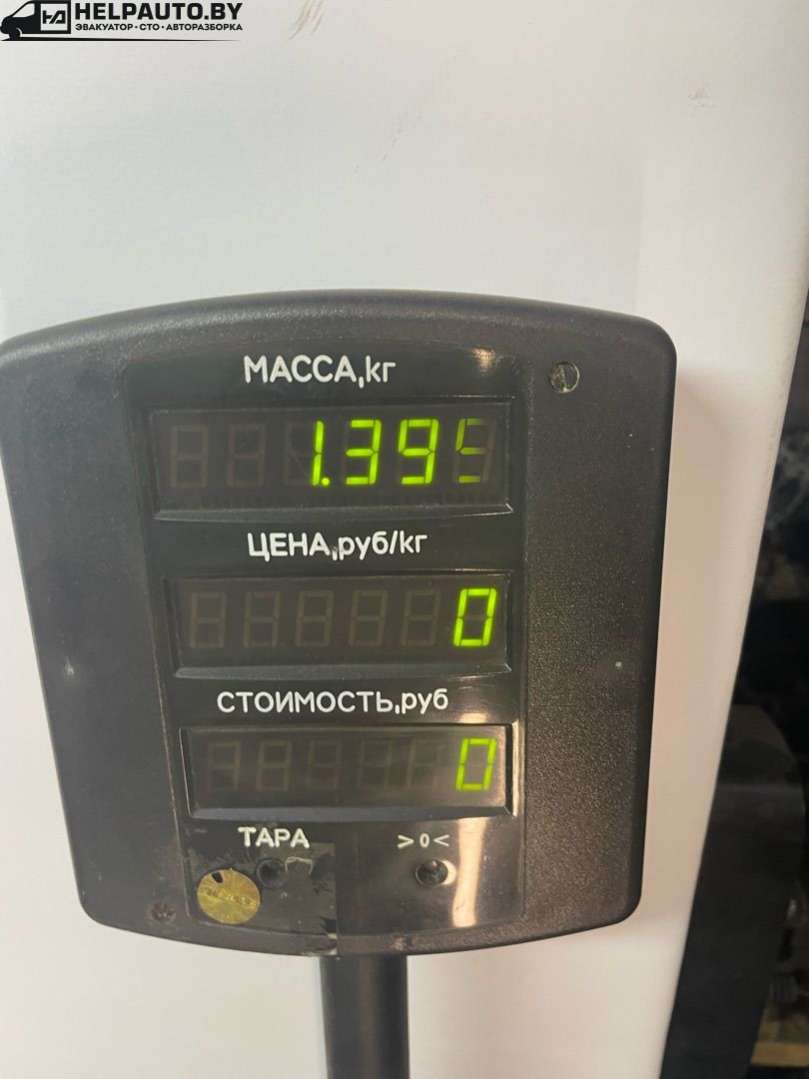 HELPAUTO.BY
ЭВАКУАТОР•СТО•АВТОРАЗБОРКА
МАССА,кг
1.395
ЦЕНА,руб/кг
0
СТОИМОСТЬ,руб
0
ТАРА >0<